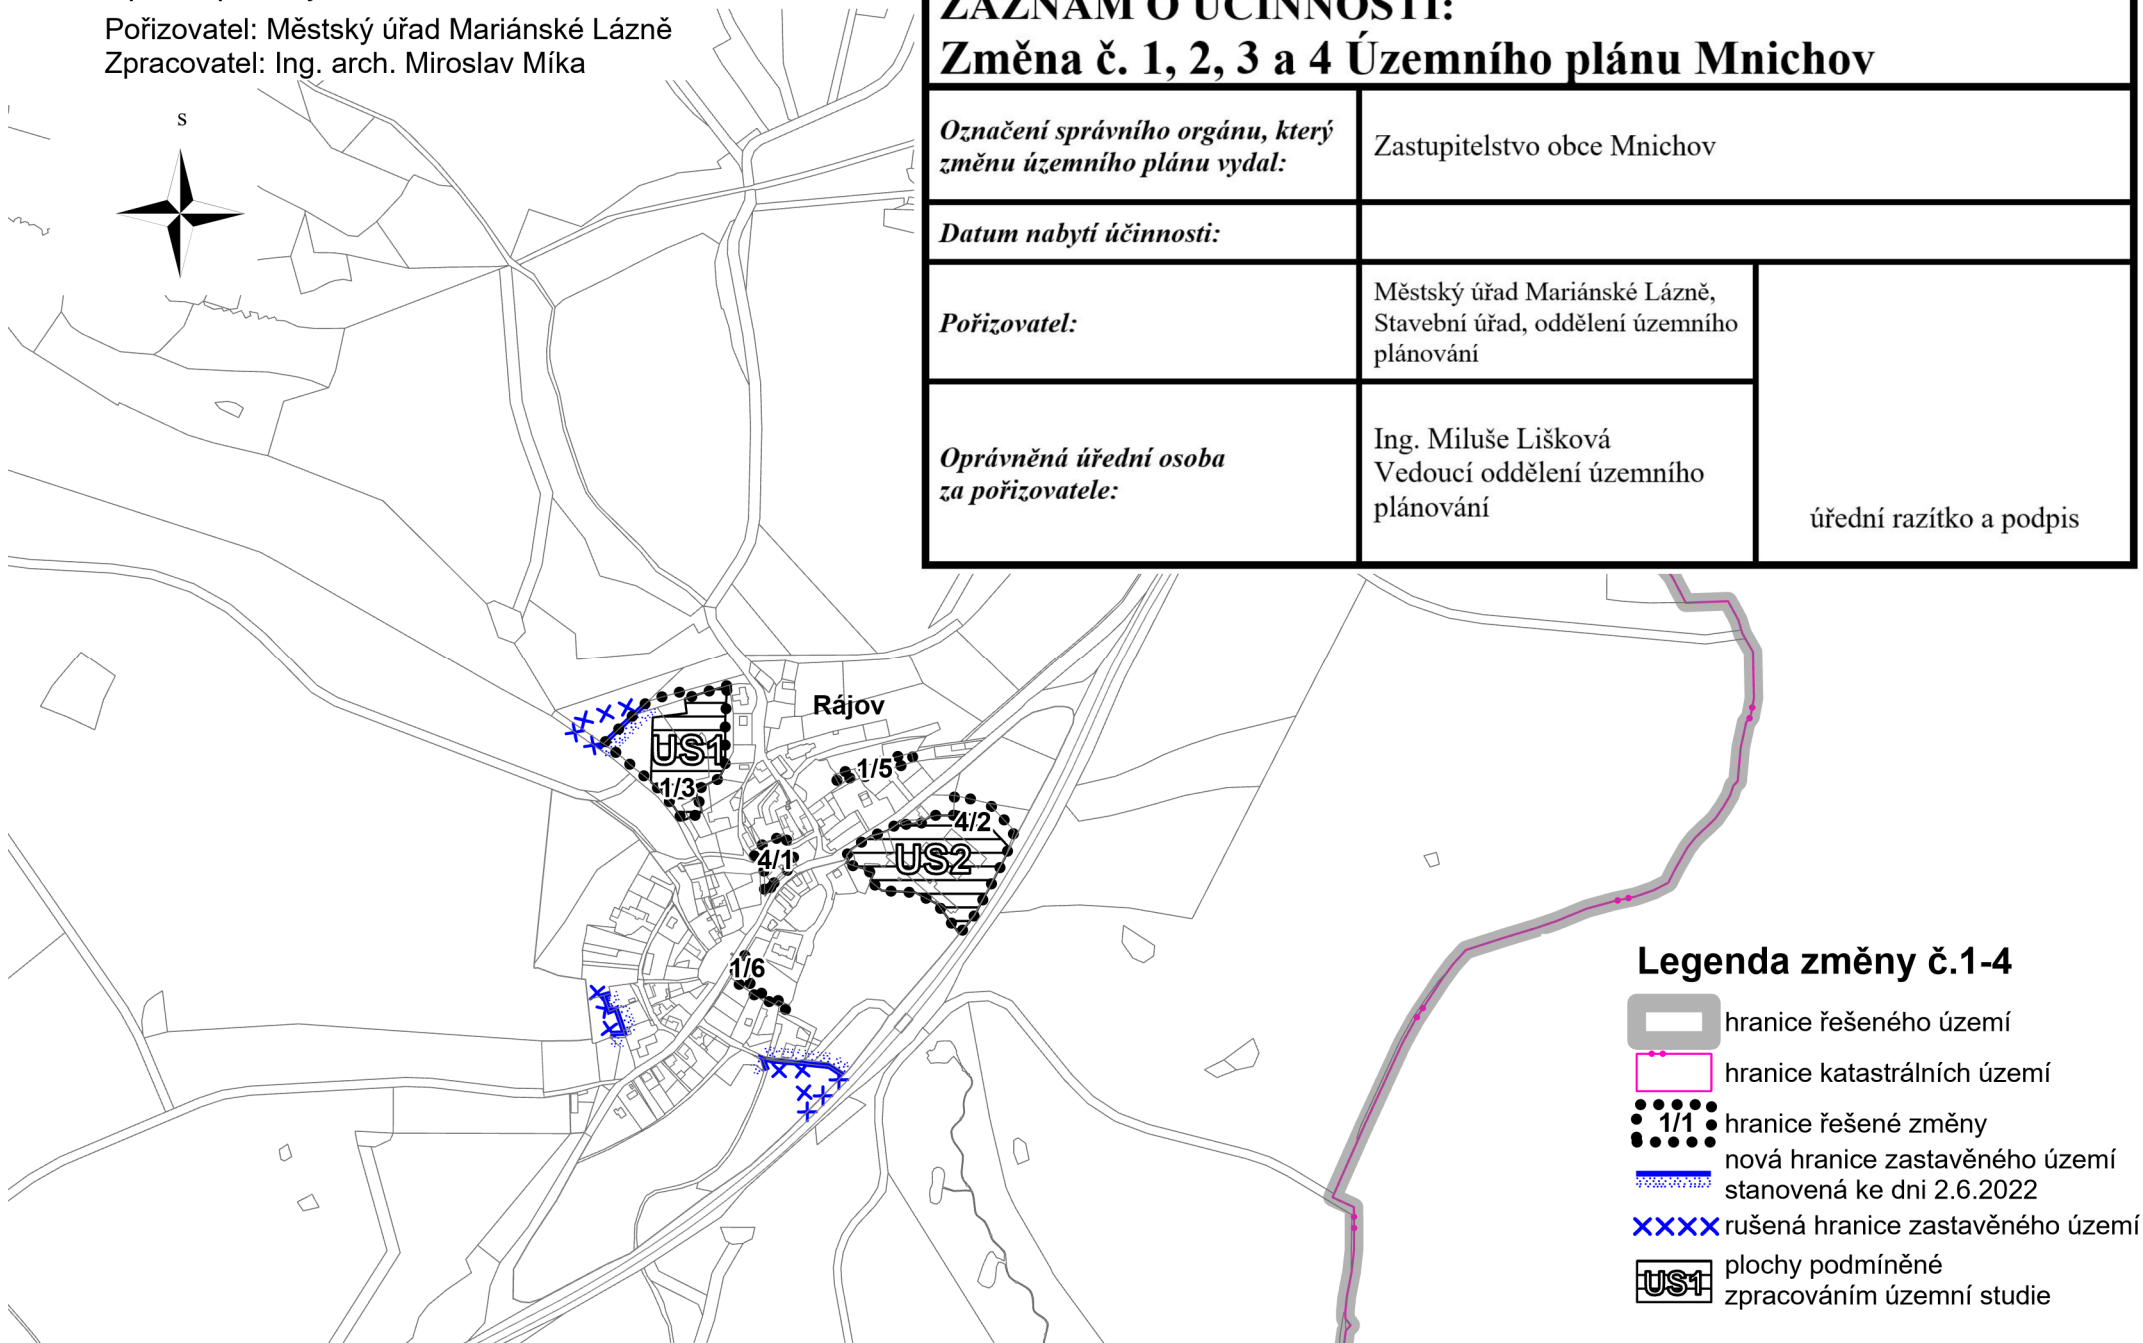 Pořizovatel: Městský úřad Mariánské Lázně
Zpracovatel: Ing. arch. Miroslav Míka
S
ZÁZNAM O ÚČINNOSTI:
Změna č. 1, 2, 3 a 4 Územního plánu Mnichov
Označení správního orgánu, který
změnu územního plánu vydal:
Zastupitelstvo obce Mnichov
Datum nabytí účinnosti:
Pořizovatel:
Městský úřad Mariánské Lázně,
Stavební úřad, oddělení územního
plánování
Oprávněná úřední osoba
za pořizovatele:
Ing. Miluše Lišková
Vedoucí oddělení územního
plánování
úřední razítko a podpis
Rájov
US1
1/3
1/5
4/2
US2
4/1
1/6
Legenda změny č.1-4
hranice řešeného území
hranice katastrálních území
1/1 hranice řešené změny
nová hranice zastavěného území
stanovená ke dni 2.6.2022
rušená hranice zastavěného území
US1 plochy podmíněné
zpracováním územní studie